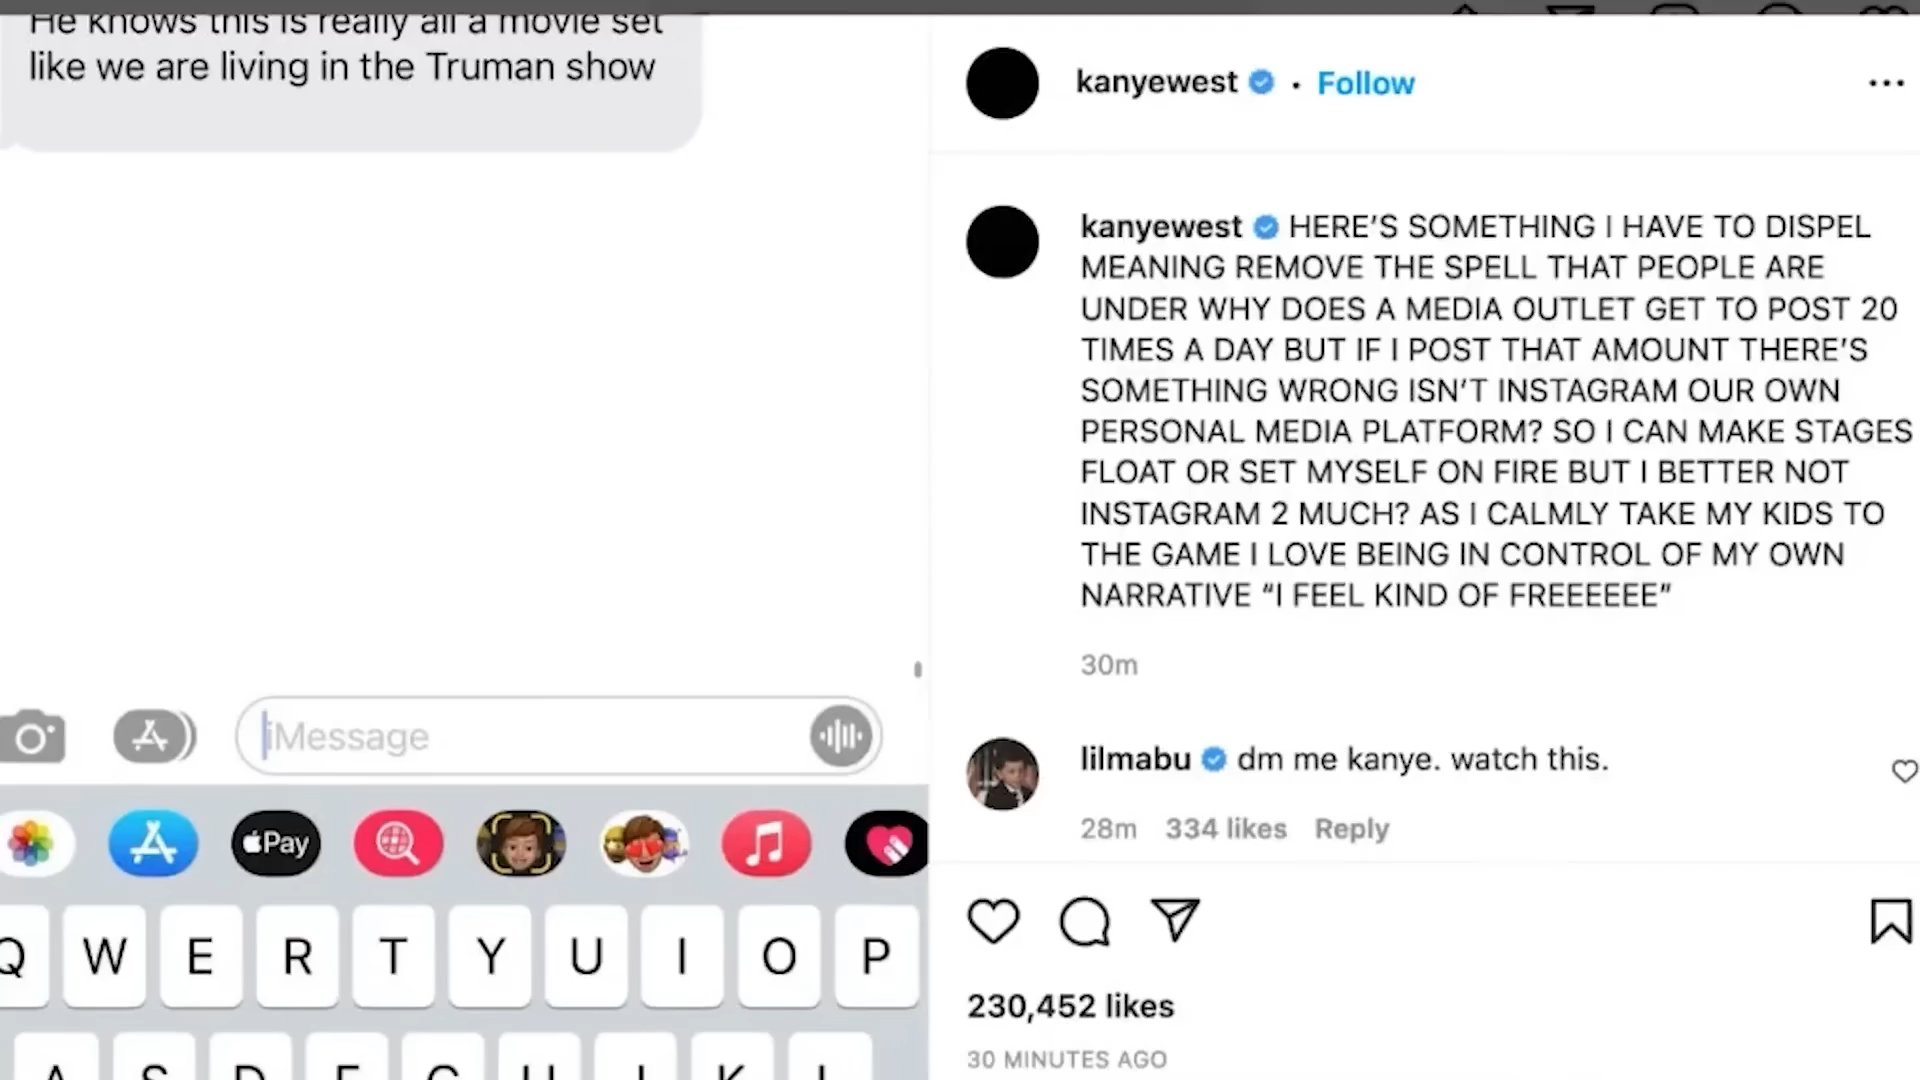 He knows this is really all a movie set
like we are living in the Truman show
iMessage
Pay
Q W E R T Y U I O P
A S D F G H J K L
kanyewest • Follow
kanyewest HERE'S SOMETHING I HAVE TO DISPEL
MEANING REMOVE THE SPELL THAT PEOPLE ARE
UNDER WHY DOES A MEDIA OUTLET GET TO POST 20
TIMES A DAY BUT IF I POST THAT AMOUNT THERE'S
SOMETHING WRONG ISN'T INSTAGRAM OUR OWN
PERSONAL MEDIA PLATFORM? SO I CAN MAKE STAGES
FLOAT OR SET MYSELF ON FIRE BUT I BETTER NOT
INSTAGRAM 2 MUCH? AS I CALMLY TAKE MY KIDS TO
THE GAME I LOVE BEING IN CONTROL OF MY OWN
NARRATIVE “I FEEL KIND OF FREEEEEE”
30m
lilmabu dm me kanye. watch this.
28m 334 likes Reply
230,452 likes
30 MINUTES AGO